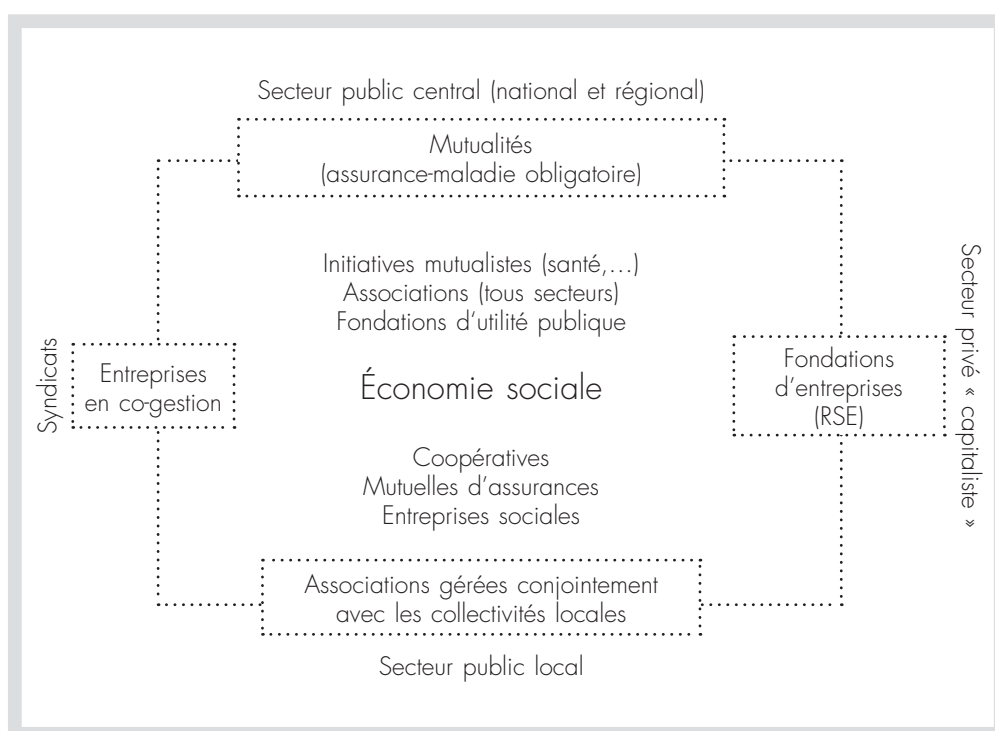 Secteur public central (national et régional)
Mutualités
(assurance-maladie obligatoire)
Initiatives mutualistes (santé,…)
Associations (tous secteurs)
Fondations d’utilité publique
Syndicats
Entreprises
en co-gestion
Économie sociale
Fondations
d’entreprises
(RSE)
Secteur privé « capitaliste »
Coopératives
Mutuelles d’assurances
Entreprises sociales
Associations gérées conjointement
avec les collectivités locales
Secteur public local